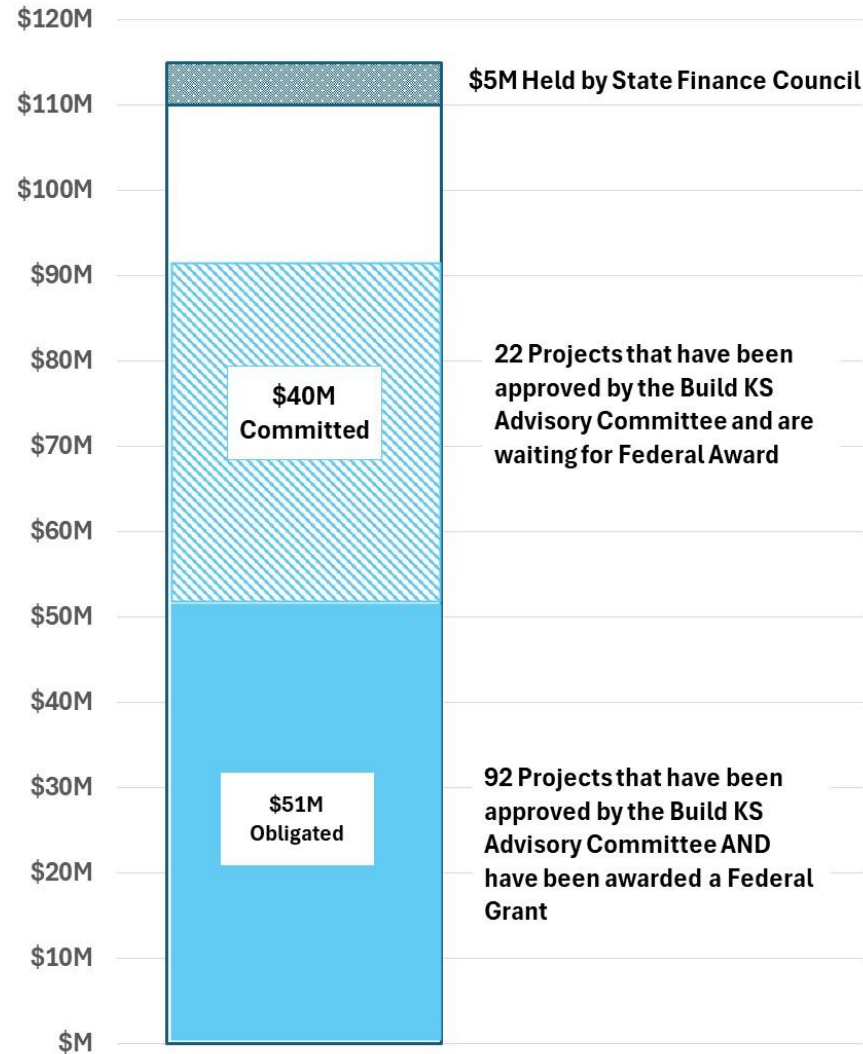 $120M
$5M Held by State Finance Council
$110M
$100M
$90M
$80M
22 Projects that have been
approved by the Build KS
Advisory Committee and are
waiting for Federal Award
$40M
Committed
$70M
$60M
$50M
$40M
$30M
92 Projects that have been
approved by the Build KS
Advisory Committee AND
have been awarded a Federal
Grant
$51M
Obligated
$20M
$10M
$M